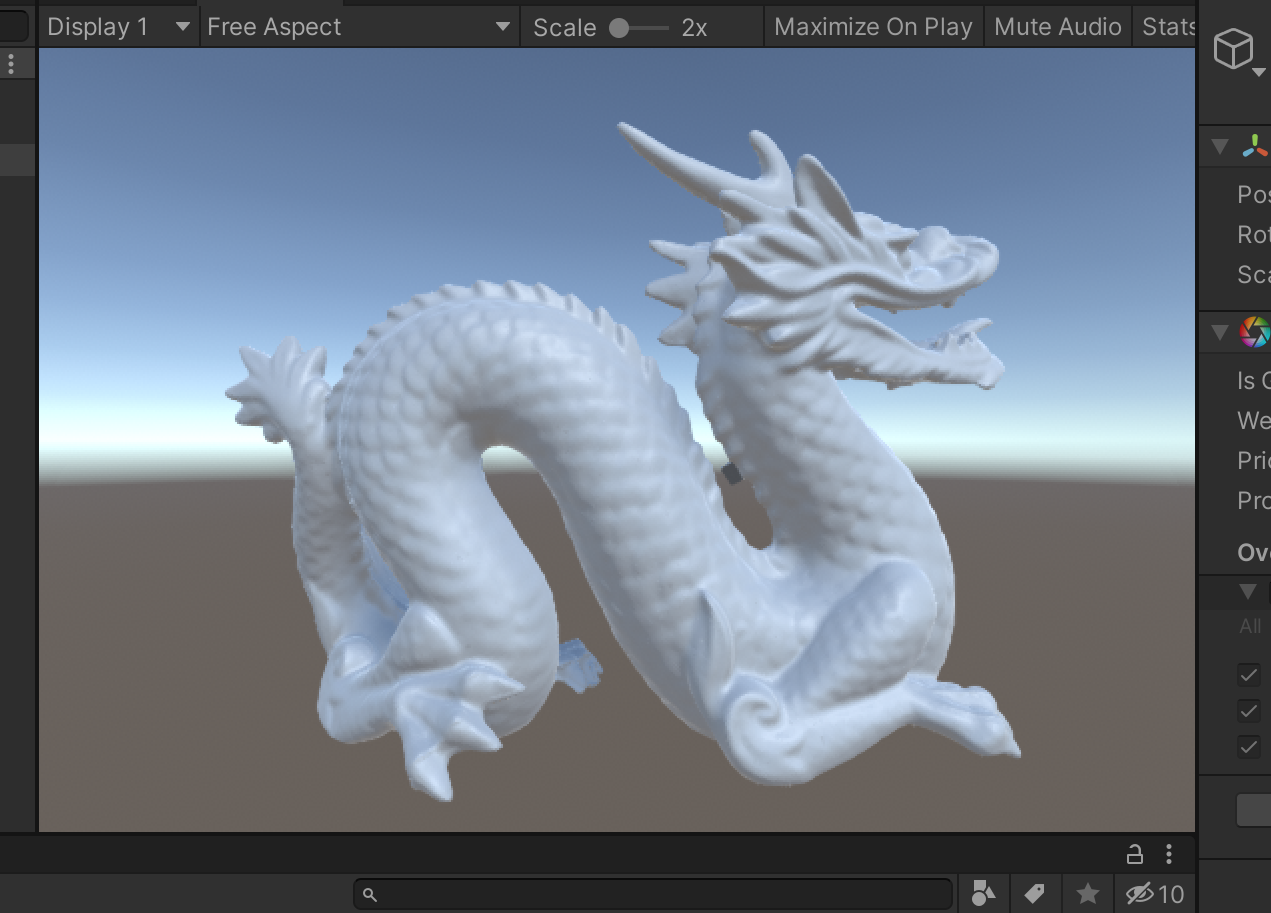 Display 1 Free Aspect Scale 2x Maximize On Play Mute Audio Stats
Pos
Rot
Sca
Is C
We
Prio
Pro
Ove
All
10